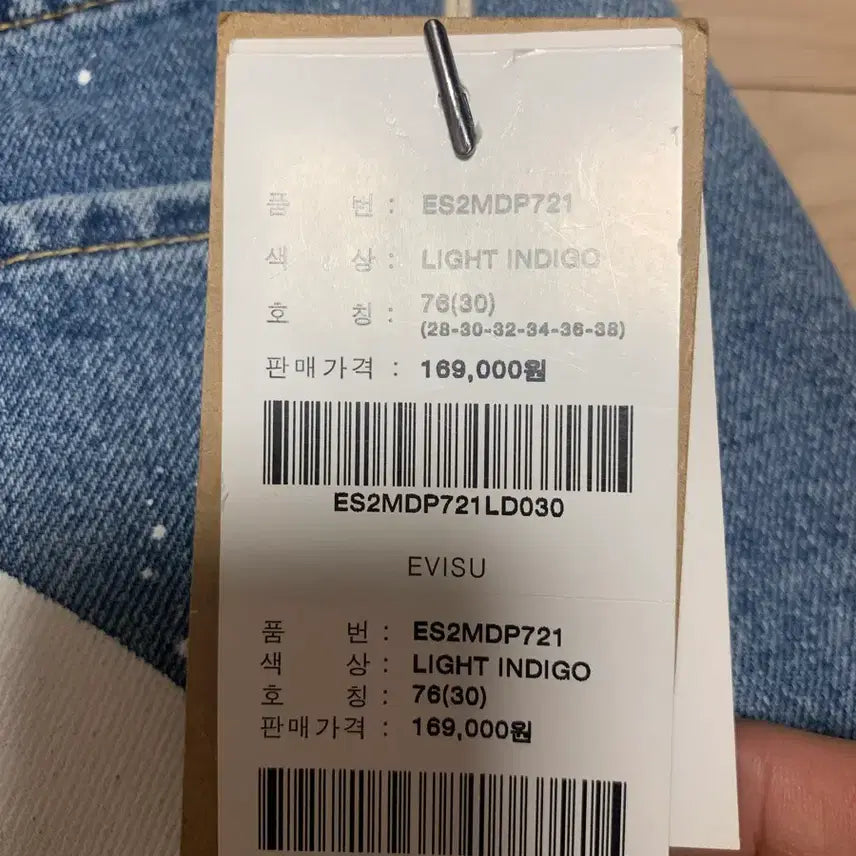 품 번 : ES2MDP721
색 상 : LIGHT INDIGO
호 칭 : 76(30)
(28-30-32-34-36-38)
판매가격 : 169,000원
ES2MDP721LD030
EVISU
품 번 : ES2MDP721
색 상 : LIGHT INDIGO
호 칭 : 76(30)
판매가격 : 169,000원